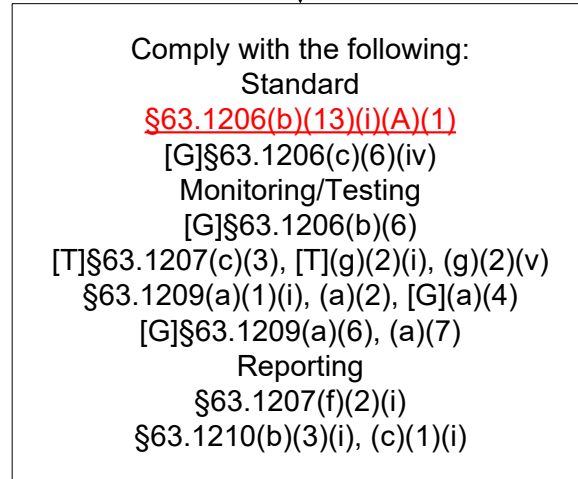 Comply with the following:
Standard
§63.1206(b)(13)(i)(A)(1)
[G]§63.1206(c)(6)(iv)
Monitoring/Testing
[G]§63.1206(b)(6)
[T]§63.1207(c)(3), [T](g)(2)(i), (g)(2)(v)
§63.1209(a)(1)(i), (a)(2), [G](a)(4)
[G]§63.1209(a)(6), (a)(7)
Reporting
§63.1207(f)(2)(i)
§63.1210(b)(3)(i), (c)(1)(i)